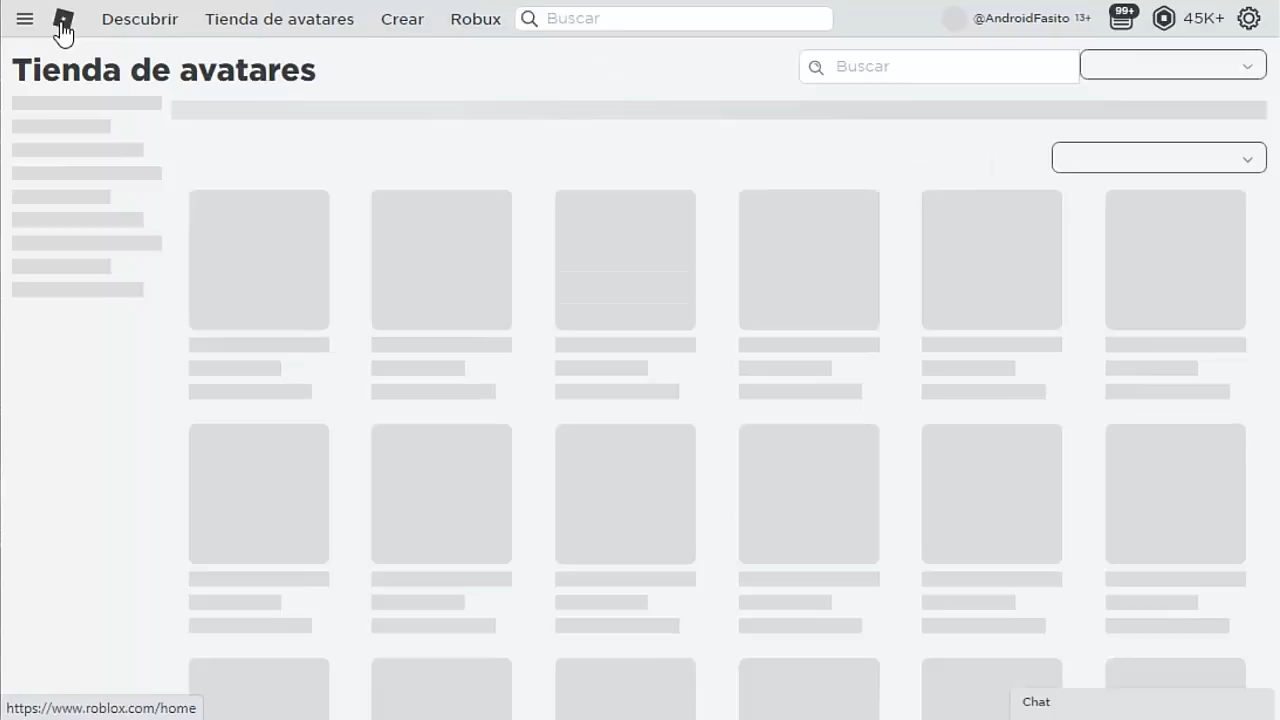 Descubrir Tienda de avatares Crear Robux Buscar @AndroidFasito 13+ 99+ 45K+
Tienda de avatares
Buscar
Chat
https://www.roblox.com/home